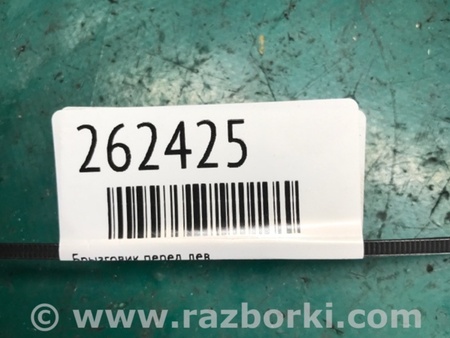 262425
Брызговик перед лев
© www.razborki.com